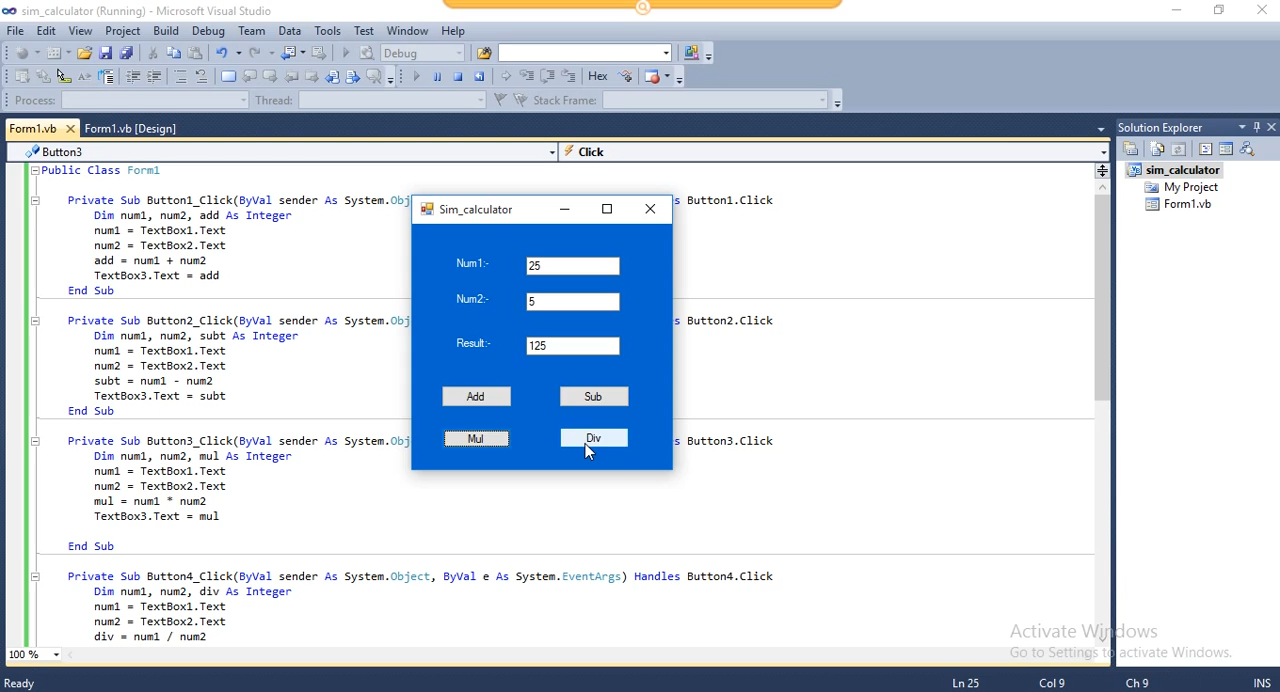 sim_calculator (Running) - Microsoft Visual Studio
File Edit View Project Build Debug Team Data Tools Test Window Help
Debug
Hex
Process: Thread: Stack Frame:
Form1.vb Form1.vb [Design]
Button3 Click
Public Class Form1
Private Sub Button1_Click(ByVal sender As System.Obj s Button1.Click
Dim num1, num2, add As Integer
num1 = TextBox1.Text
num2 = TextBox2.Text
add = num1 + num2
TextBox3.Text = add
End Sub
Private Sub Button2_Click(ByVal sender As System.Obj s Button2.Click
Dim num1, num2, subt As Integer
num1 = TextBox1.Text
num2 = TextBox2.Text
subt = num1 - num2
TextBox3.Text = subt
End Sub
Private Sub Button3_Click(ByVal sender As System.Obj s Button3.Click
Dim num1, num2, mul As Integer
num1 = TextBox1.Text
num2 = TextBox2.Text
mul = num1 * num2
TextBox3.Text = mul
End Sub
Private Sub Button4_Click(ByVal sender As System.Object, ByVal e As System.EventArgs) Handles Button4.Click
Dim num1, num2, div As Integer
num1 = TextBox1.Text
num2 = TextBox2.Text
div = num1 / num2
Sim_calculator
Num1:- 25
Num2:- 5
Result:- 125
Add Sub
Mul Div
Solution Explorer
sim_calculator
My Project
Form1.vb
Activate Windows
Go to Settings to activate Windows.
100 %
Ready Ln 25 Col 9 Ch 9 INS